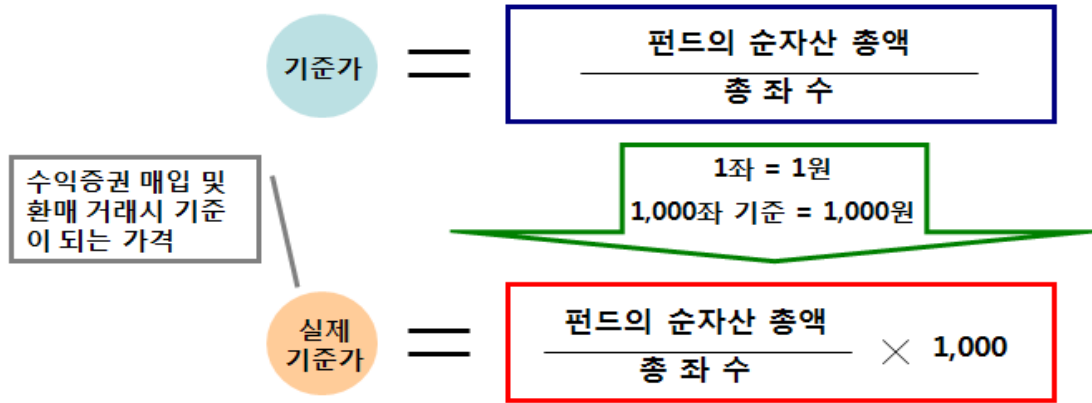 기준가
펀드의 순자산 총액
총 좌 수
수익증권 매입 및
환매 거래시 기준
이 되는 가격
1좌 = 1원
1,000좌 기준 = 1,000원
실제
기준가
펀드의 순자산 총액
총 좌 수
× 1,000